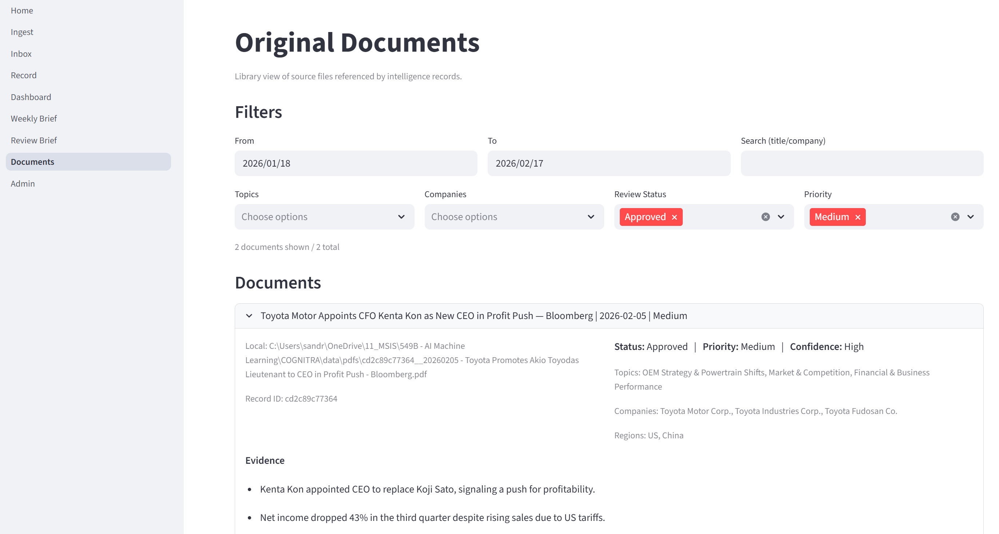 Home
Ingest
Inbox
Record
Dashboard
Weekly Brief
Review Brief
Documents
Admin
Original Documents
Library view of source files referenced by intelligence records.
Filters
From
To
Search (title/company)
2026/01/18
2026/02/17
Topics
Companies
Review Status
Priority
Choose options
Choose options
Approved
Medium
2 documents shown / 2 total
Documents
Toyota Motor Appoints CFO Kenta Kon as New CEO in Profit Push — Bloomberg | 2026-02-05 | Medium
Local: C:\Users\sandr\OneDrive\11_MSIS\549B - AI Machine
Learning\COGNITRA\data\pdfs\cd2c89c77364__20260205 - Toyota Promotes Akio Toyodas
Lieutenant to CEO in Profit Push - Bloomberg.pdf
Record ID: cd2c89c77364
Status: Approved | Priority: Medium | Confidence: High
Topics: OEM Strategy & Powertrain Shifts, Market & Competition, Financial & Business
Performance
Companies: Toyota Motor Corp., Toyota Industries Corp., Toyota Fudosan Co.
Regions: US, China
Evidence
• Kenta Kon appointed CEO to replace Koji Sato, signaling a push for profitability.
• Net income dropped 43% in the third quarter despite rising sales due to US tariffs.